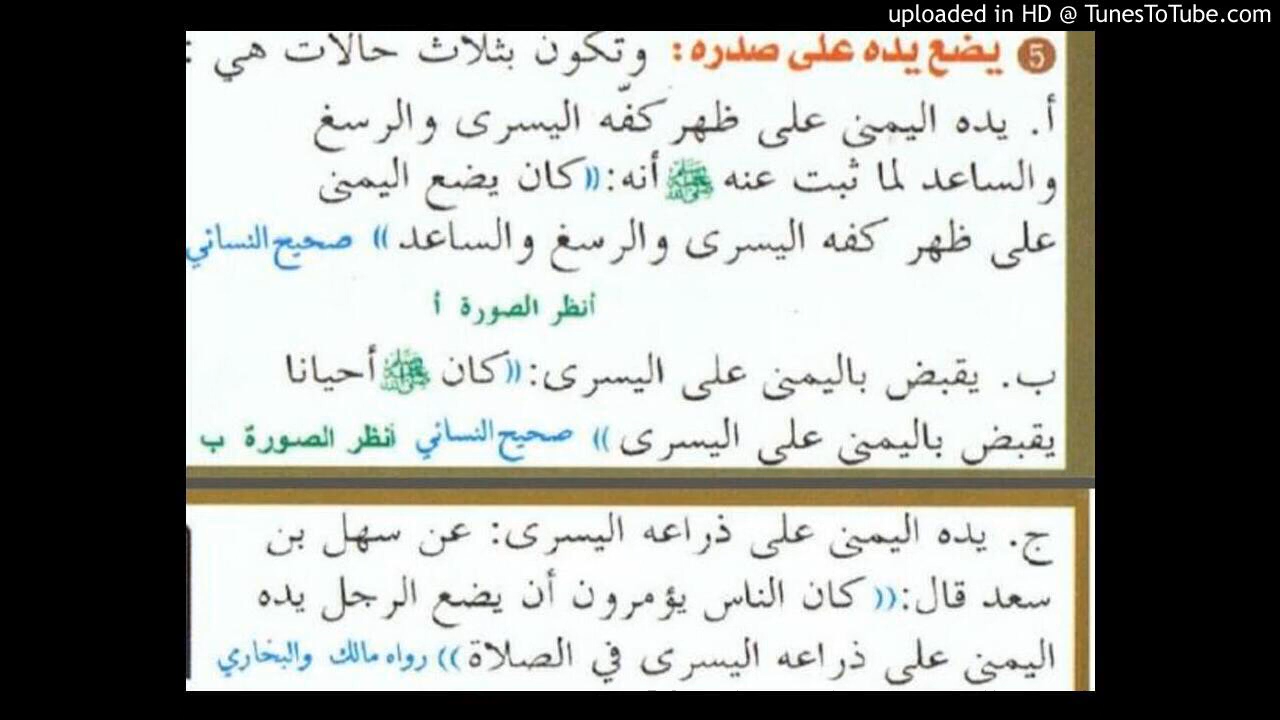 uploaded in HD @ TunesToTube.com
5 يضع يده على صدره: وتكون بثلاث حالات هي :
أ. يده اليمنى على ظهر كفّه اليسرى والرسغ
والساعد لما ثبت عنه ﷺ أنه: ((كان يضع اليمنى
على ظهر كفه اليسرى والرسغ والساعد )) صحيح النسائي
أنظر الصورة أ
ب. يقبض باليمنى على اليسرى: ((كان ﷺ أحيانا
يقبض باليمنى على اليسرى )) صحيح النسائي أنظر الصورة ب
ج. يده اليمنى على ذراعه اليسرى: عن سهل بن
سعد قال: (( كان الناس يؤمرون أن يضع الرجل يده
اليمنى على ذراعه اليسرى في الصلاة )) رواه مالك والبخاري